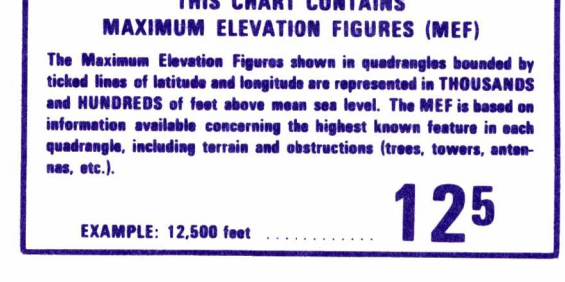 THIS CHART CONTAINS
MAXIMUM ELEVATION FIGURES (MEF)
The Maximum Elevation Figures shown in quadrangles bounded by
ticked lines of latitude and longitude are represented in THOUSANDS
and HUNDREDS of feet above mean sea level. The MEF is based on
information available concerning the highest known feature in each
quadrangle, including terrain and obstructions (trees, towers, anten-
nas, etc.).
EXAMPLE: 12,500 feet ............. 12⁵